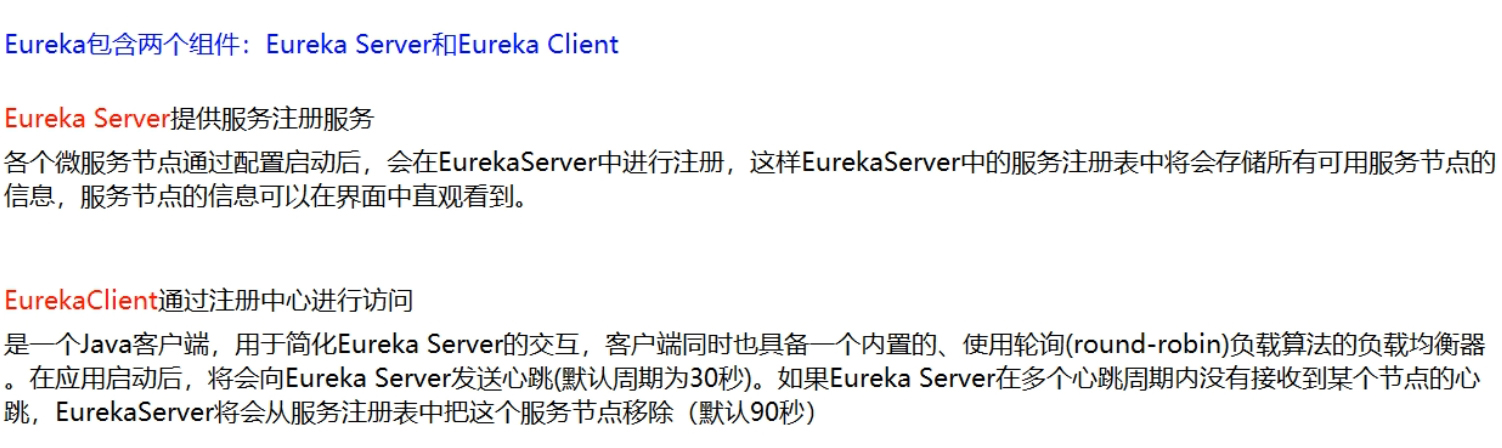 Eureka包含两个组件：Eureka Server和Eureka Client
Eureka Server提供服务注册服务
各个微服务节点通过配置启动后，会在EurekaServer中进行注册，这样EurekaServer中的服务注册表中将会存储所有可用服务节点的
信息，服务节点的信息可以在界面中直观看到。
EurekaClient通过注册中心进行访问
是一个Java客户端，用于简化Eureka Server的交互，客户端同时也具备一个内置的、使用轮询(round-robin)负载算法的负载均衡器
。在应用启动后，将会向Eureka Server发送心跳(默认周期为30秒)。如果Eureka Server在多个心跳周期内没有接收到某个节点的心
跳，EurekaServer将会从服务注册表中把这个服务节点移除（默认90秒）